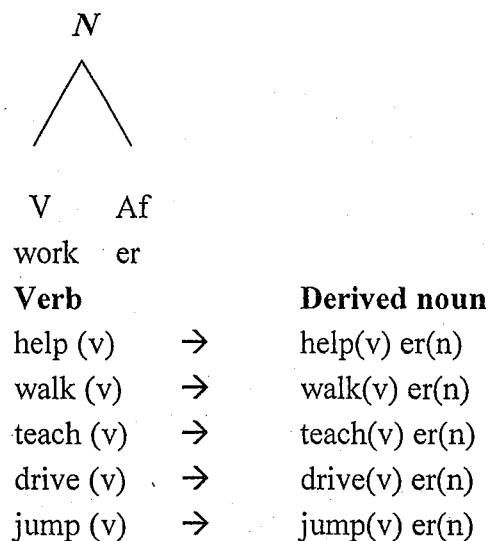 N
V Af
work er
Verb Derived noun
help (v) → help(v) er(n)
walk (v) → walk(v) er(n)
teach (v) → teach(v) er(n)
drive (v) → drive(v) er(n)
jump (v) → jump(v) er(n)